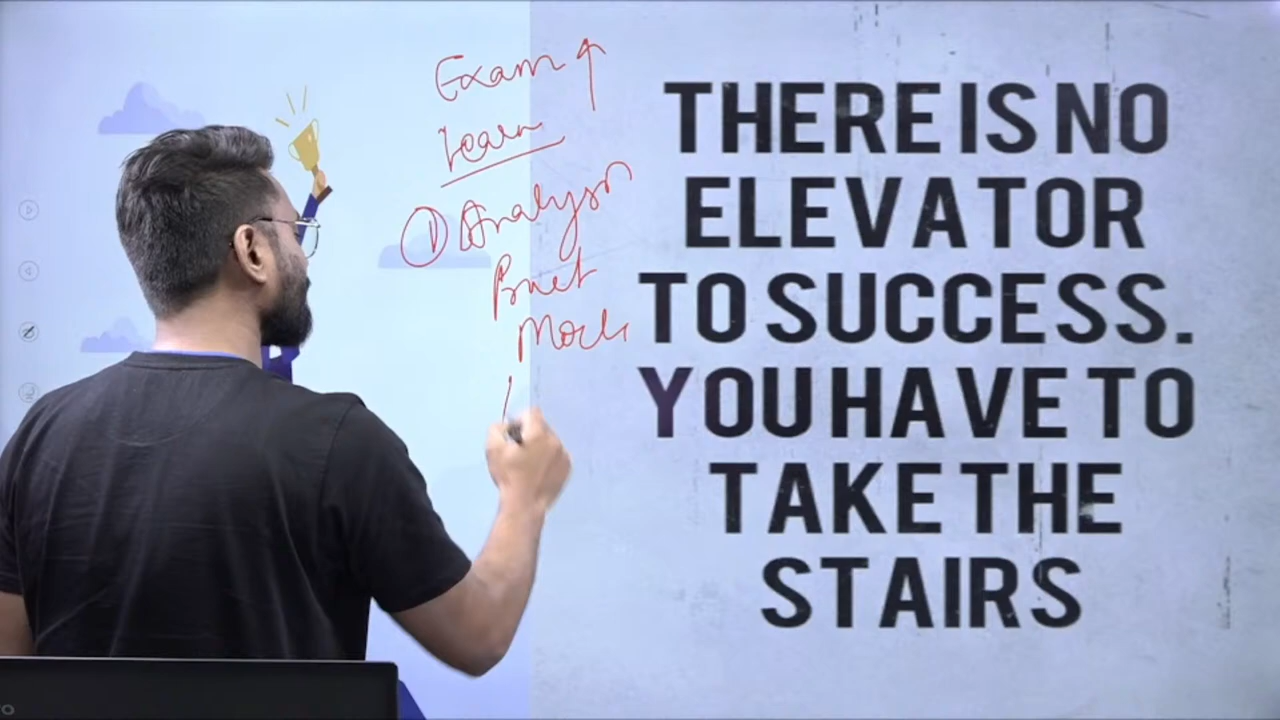 Exam ↑
learn
① Analysis
Mock
THERE IS NO
ELEVATOR
TO SUCCESS.
YOU HAVE TO
TAKE THE
STAIRS